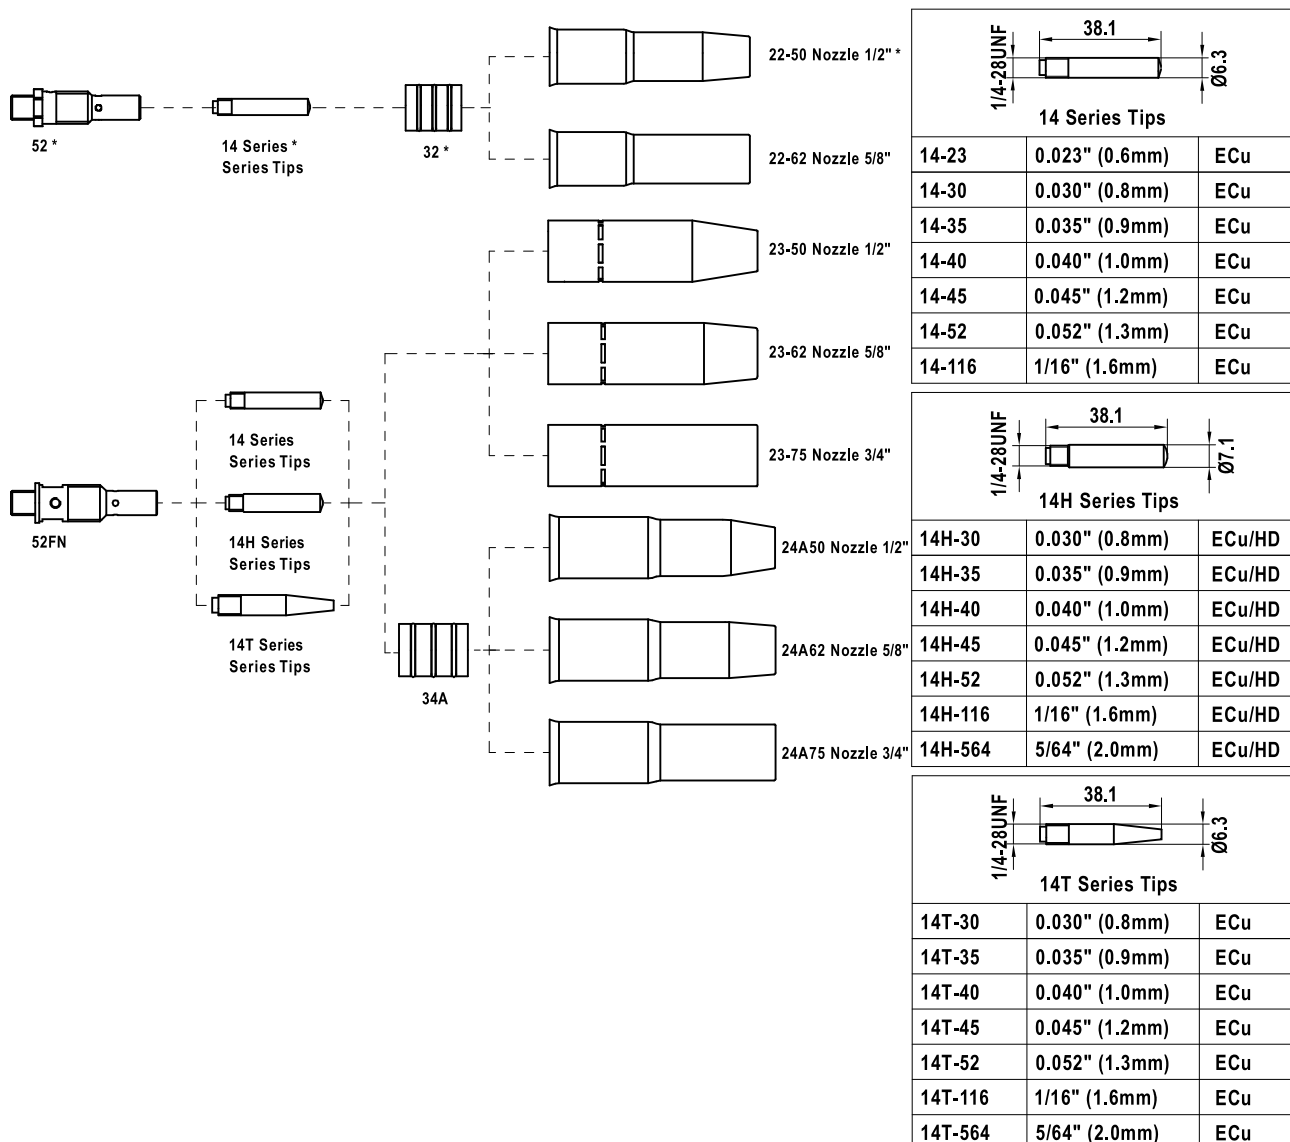 52 *
14 Series *
Series Tips
32 *
22-50 Nozzle 1/2" *
22-62 Nozzle 5/8"
23-50 Nozzle 1/2"
23-62 Nozzle 5/8"
23-75 Nozzle 3/4"
52FN
14 Series
Series Tips
14H Series
Series Tips
14T Series
Series Tips
34A
24A50 Nozzle 1/2"
24A62 Nozzle 5/8"
24A75 Nozzle 3/4"
38.1
1/4-28UNF
Ø6.3
14 Series Tips
14-23 0.023" (0.6mm) ECu
14-30 0.030" (0.8mm) ECu
14-35 0.035" (0.9mm) ECu
14-40 0.040" (1.0mm) ECu
14-45 0.045" (1.2mm) ECu
14-52 0.052" (1.3mm) ECu
14-116 1/16" (1.6mm) ECu
38.1
1/4-28UNF
Ø7.1
14H Series Tips
14H-30 0.030" (0.8mm) ECu/HD
14H-35 0.035" (0.9mm) ECu/HD
14H-40 0.040" (1.0mm) ECu/HD
14H-45 0.045" (1.2mm) ECu/HD
14H-52 0.052" (1.3mm) ECu/HD
14H-116 1/16" (1.6mm) ECu/HD
14H-564 5/64" (2.0mm) ECu/HD
38.1
1/4-28UNF
Ø6.3
14T Series Tips
14T-30 0.030" (0.8mm) ECu
14T-35 0.035" (0.9mm) ECu
14T-40 0.040" (1.0mm) ECu
14T-45 0.045" (1.2mm) ECu
14T-52 0.052" (1.3mm) ECu
14T-116 1/16" (1.6mm) ECu
14T-564 5/64" (2.0mm) ECu